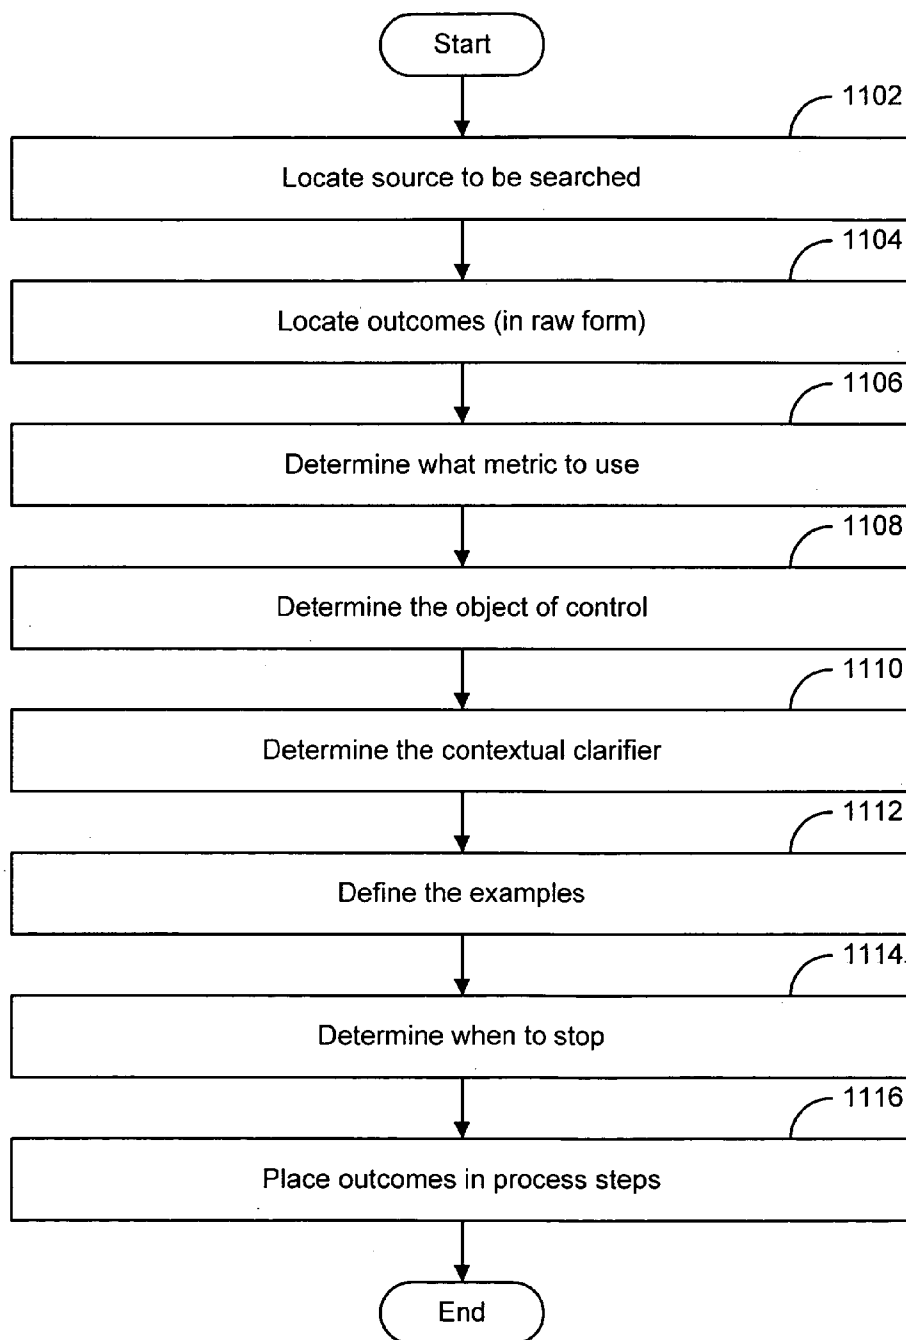 Start
1102
Locate source to be searched
1104
Locate outcomes (in raw form)
1106
Determine what metric to use
1108
Determine the object of control
1110
Determine the contextual clarifier
1112
Define the examples
1114
Determine when to stop
1116
Place outcomes in process steps
End